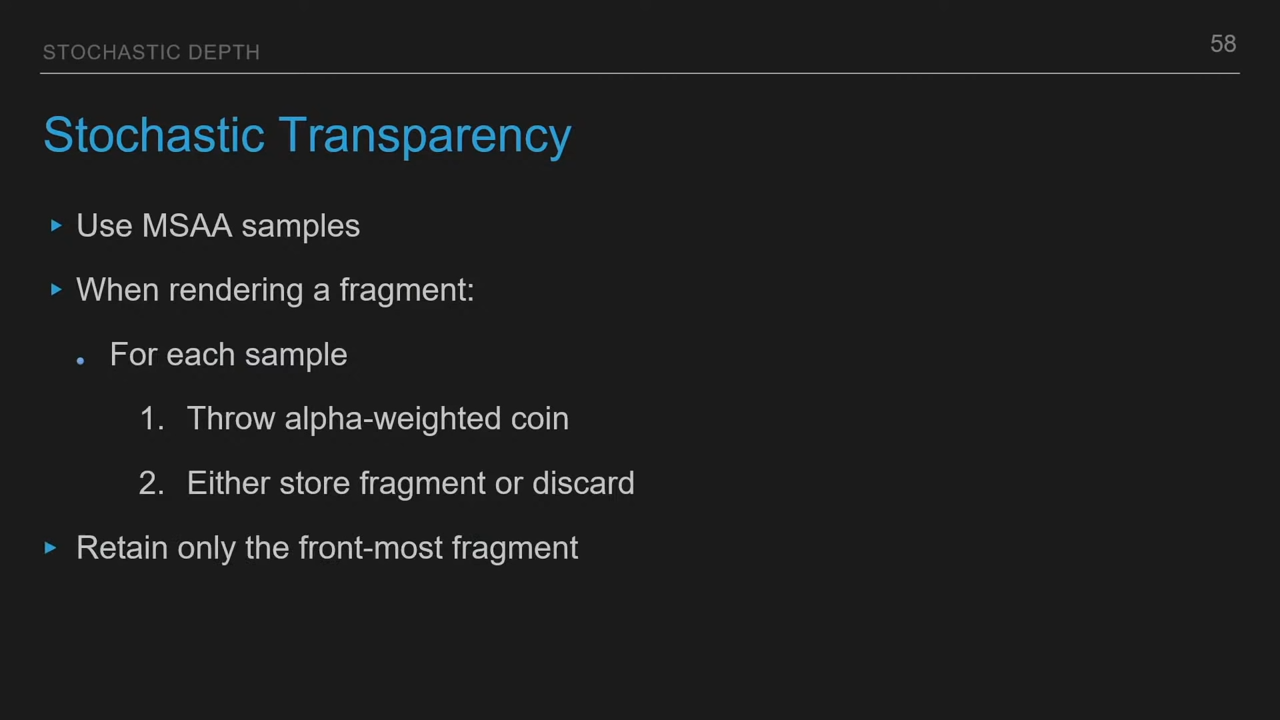 STOCHASTIC DEPTH
58
Stochastic Transparency
Use MSAA samples
When rendering a fragment:
For each sample
1. Throw alpha-weighted coin
2. Either store fragment or discard
Retain only the front-most fragment